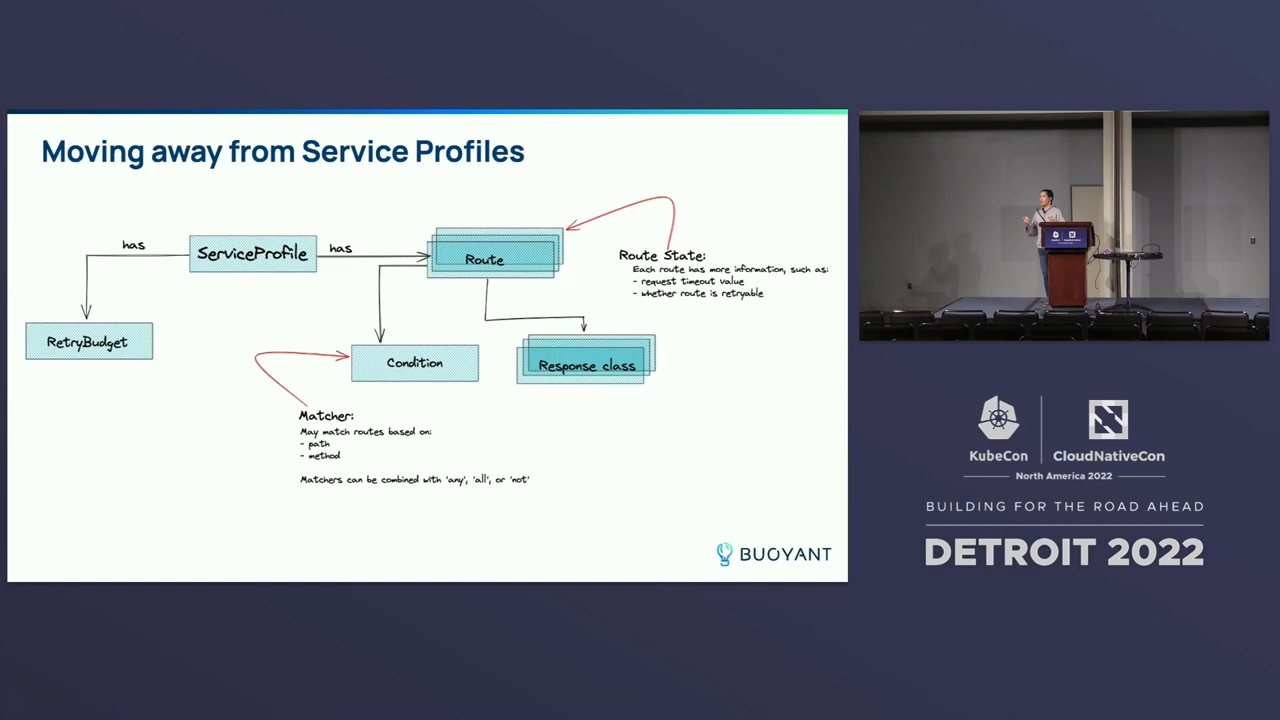 Moving away from Service Profiles
has
ServiceProfile
has
Route
Route State:
Each route has more information, such as:
- request timeout value
- whether route is retryable
RetryBudget
Condition
Response class
Matcher:
May match routes based on:
- path
- method
Matchers can be combined with 'any', 'all', or 'not'
BUOYANT
KubeCon
CloudNativeCon
North America 2022
BUILDING FOR THE ROAD AHEAD
DETROIT 2022